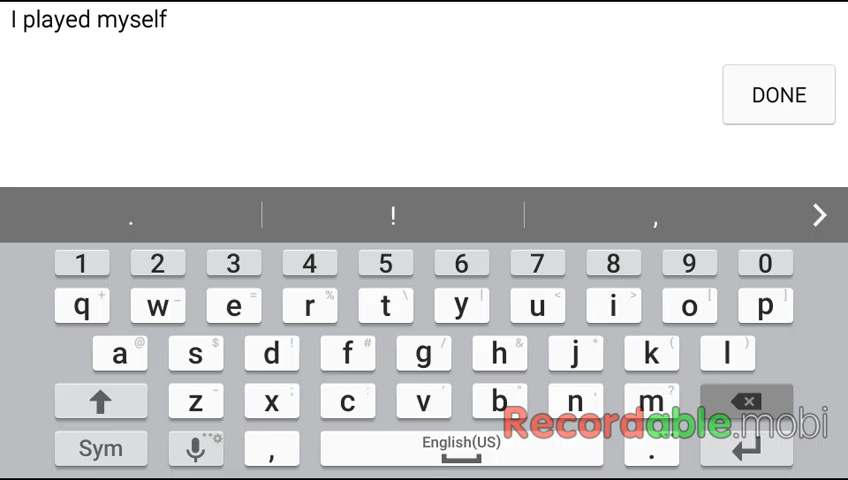 I played myself
DONE
. ! ,
1 2 3 4 5 6 7 8 9 0
q + w _ e = r % t \ y | u < i > o [ p ]
a @ s $ d ! f # g / h & j * k ( l )
z - x ; c : v ' b " n , m ?
Recordable.mobi
Sym , English(US) .